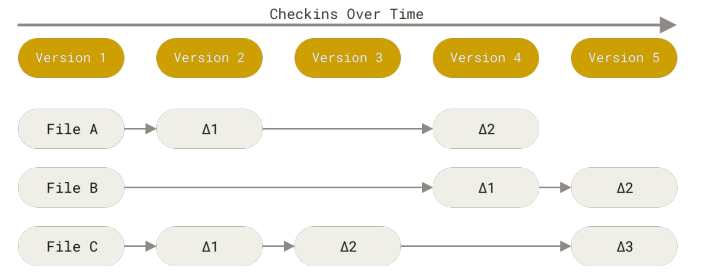 Checkins Over Time
Version 1 Version 2 Version 3 Version 4 Version 5
File A Δ1 Δ2
File B Δ1 Δ2
File C Δ1 Δ2 Δ3